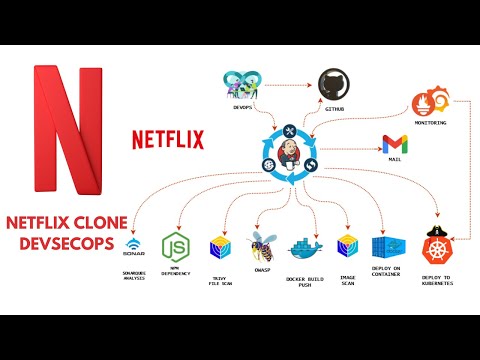 DEVOPS
GITHUB
MONITORING
NETFLIX
MAIL
NETFLIX CLONE
DEVSECOPS
SONAR
SONARQUBE
ANALYSIS
NPM
DEPENDENCY
TRIVY
FILE SCAN
OWASP
DOCKER BUILD
PUSH
IMAGE
SCAN
DEPLOY ON
CONTAINER
DEPLOY TO
KUBERNETES